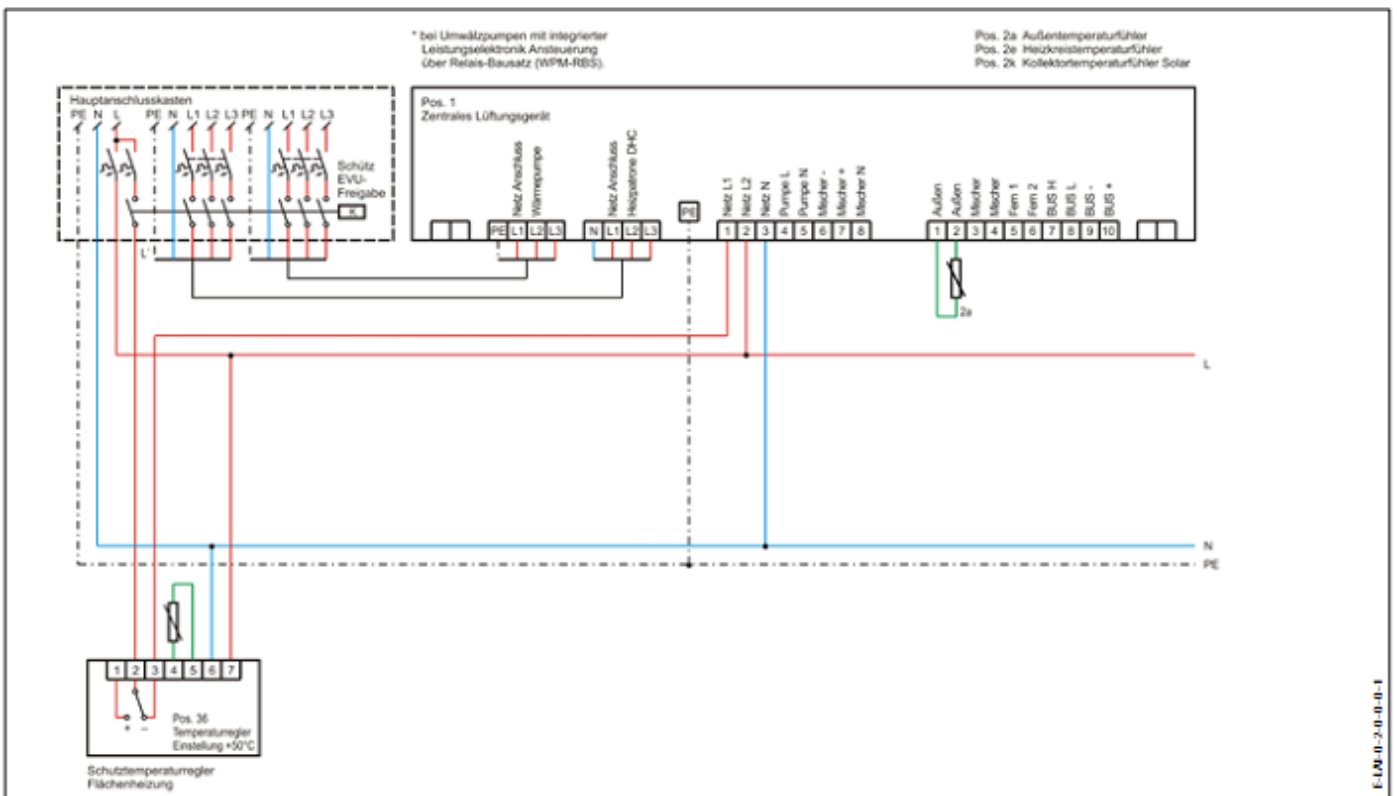 * bei Umwälzpumpen mit integrierter
Leistungselektronik Ansteuerung
über Relais-Bausatz (WPM-RBS).
Pos. 2a Außentemperaturfühler
Pos. 2e Heizkreistemperaturfühler
Pos. 2k Kollektortemperaturfühler Solar
Hauptanschlusskasten
PE N L PE N L1 L2 L3 PE N L1 L2 L3
Schütz
EVU-
Freigabe
K
L'
Pos. 1
Zentrales Lüftungsgerät
Netz Anschluss
Wärmepumpe
Netz Anschluss
Heizpatrone DHC
PE
Netz L1
Netz L2
Netz N
Pumpe L
Pumpe N
Mischer -
Mischer +
Mischer N
Außen
Außen
Mischer
Mischer
Fern 1
Fern 2
BUS H
BUS L
BUS -
BUS +
PE L1 L2 L3
N L1 L2 L3
1 2 3 4 5 6 7 8
1 2 3 4 5 6 7 8 9 10
2a
L
N
PE
1 2 3 4 5 6 7
+ –
Pos. 36
Temperaturregler
Einstellung +50°C
Schutztemperaturregler
Flächenheizung